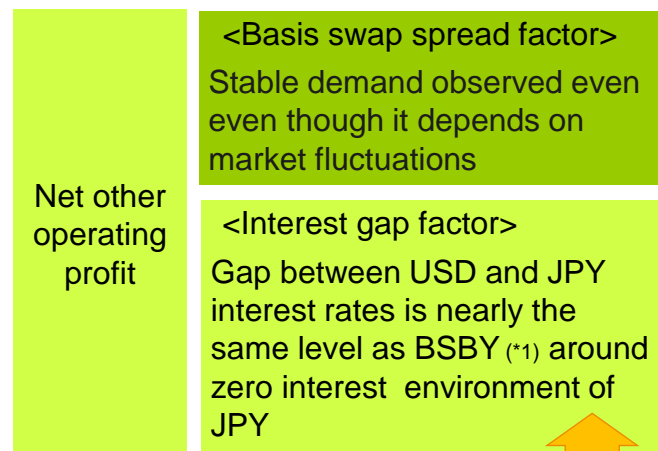 Net other
operating
profit
<Basis swap spread factor>
Stable demand observed even
even though it depends on
market fluctuations
<Interest gap factor>
Gap between USD and JPY
interest rates is nearly the
same level as BSBY (*1) around
zero interest environment of
JPY